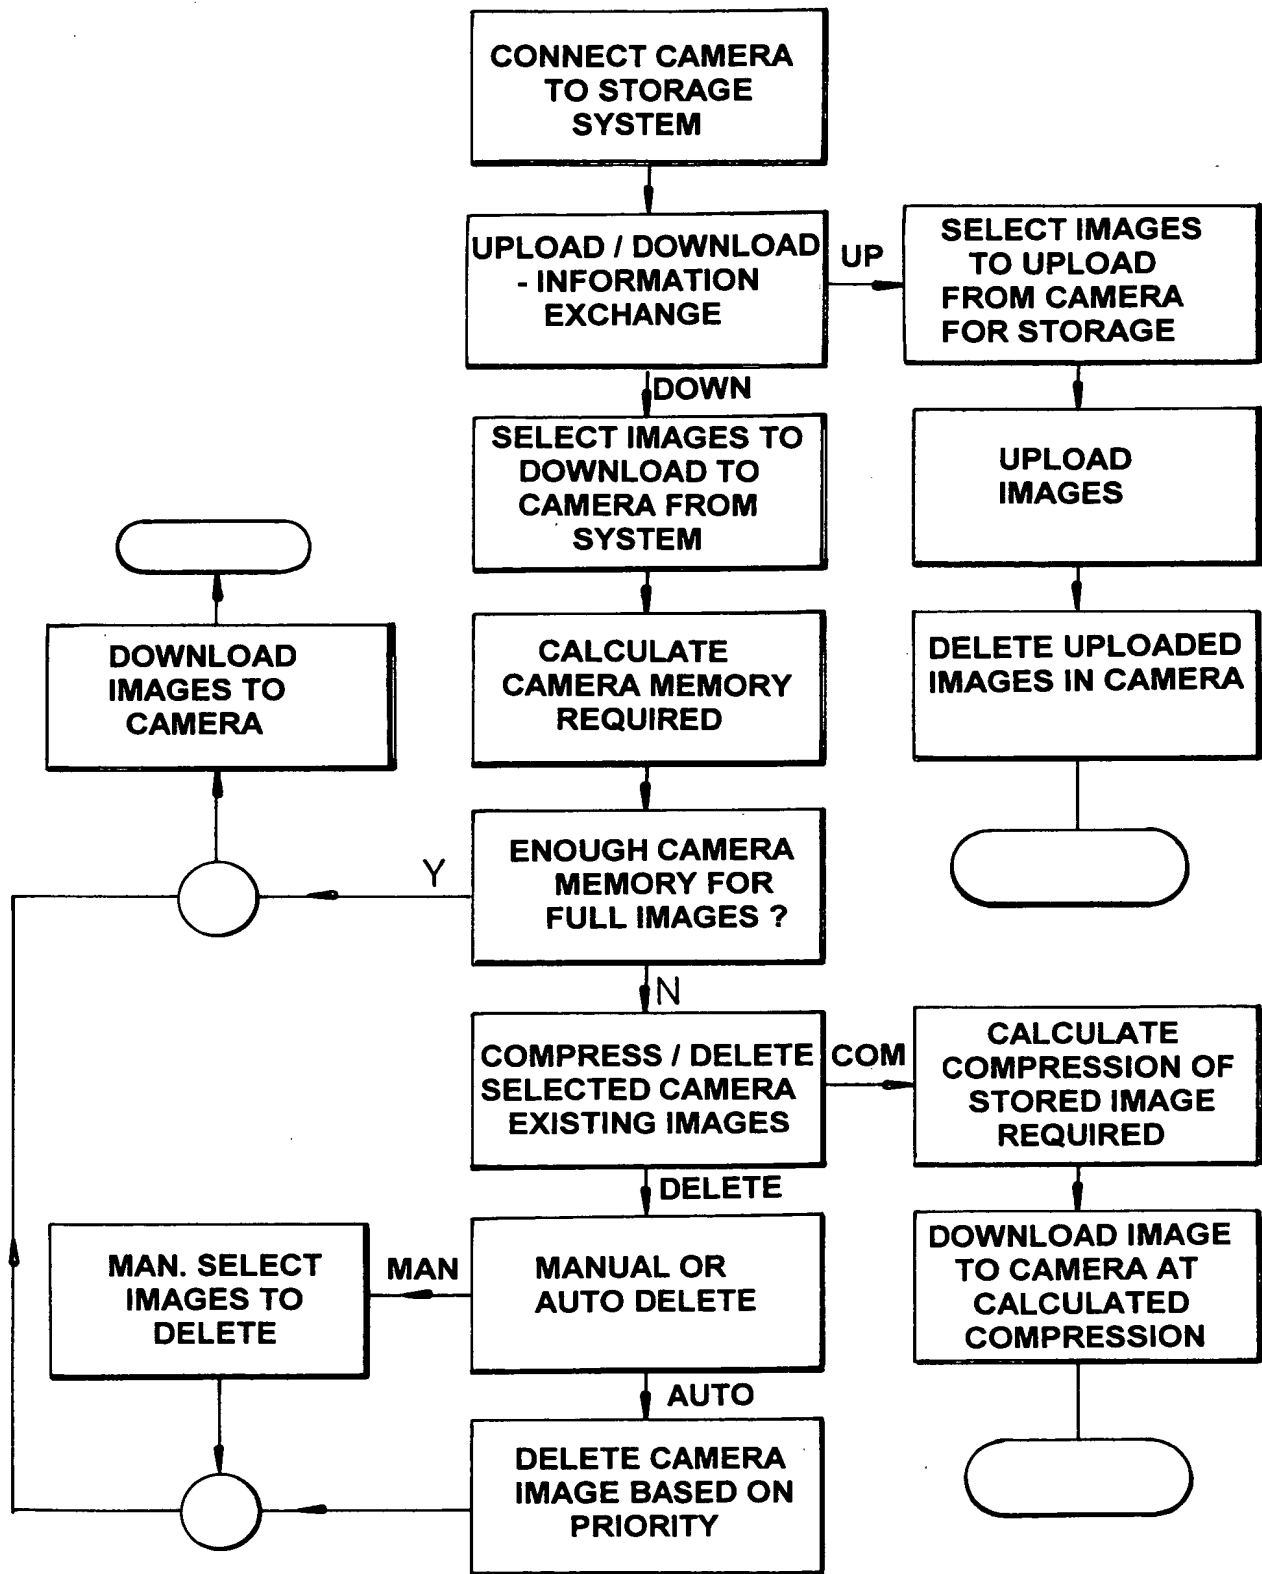 CONNECT CAMERA
TO STORAGE
SYSTEM
UPLOAD / DOWNLOAD
- INFORMATION
EXCHANGE
UP
SELECT IMAGES
TO UPLOAD
FROM CAMERA
FOR STORAGE
DOWN
SELECT IMAGES TO
DOWNLOAD TO
CAMERA FROM
SYSTEM
UPLOAD
IMAGES
DOWNLOAD
IMAGES TO
CAMERA
CALCULATE
CAMERA MEMORY
REQUIRED
DELETE UPLOADED
IMAGES IN CAMERA
Y
ENOUGH CAMERA
MEMORY FOR
FULL IMAGES ?
N
COMPRESS / DELETE
SELECTED CAMERA
EXISTING IMAGES
COM
CALCULATE
COMPRESSION OF
STORED IMAGE
REQUIRED
DELETE
MAN. SELECT
IMAGES TO
DELETE
MAN
MANUAL OR
AUTO DELETE
DOWNLOAD IMAGE
TO CAMERA AT
CALCULATED
COMPRESSION
AUTO
DELETE CAMERA
IMAGE BASED ON
PRIORITY